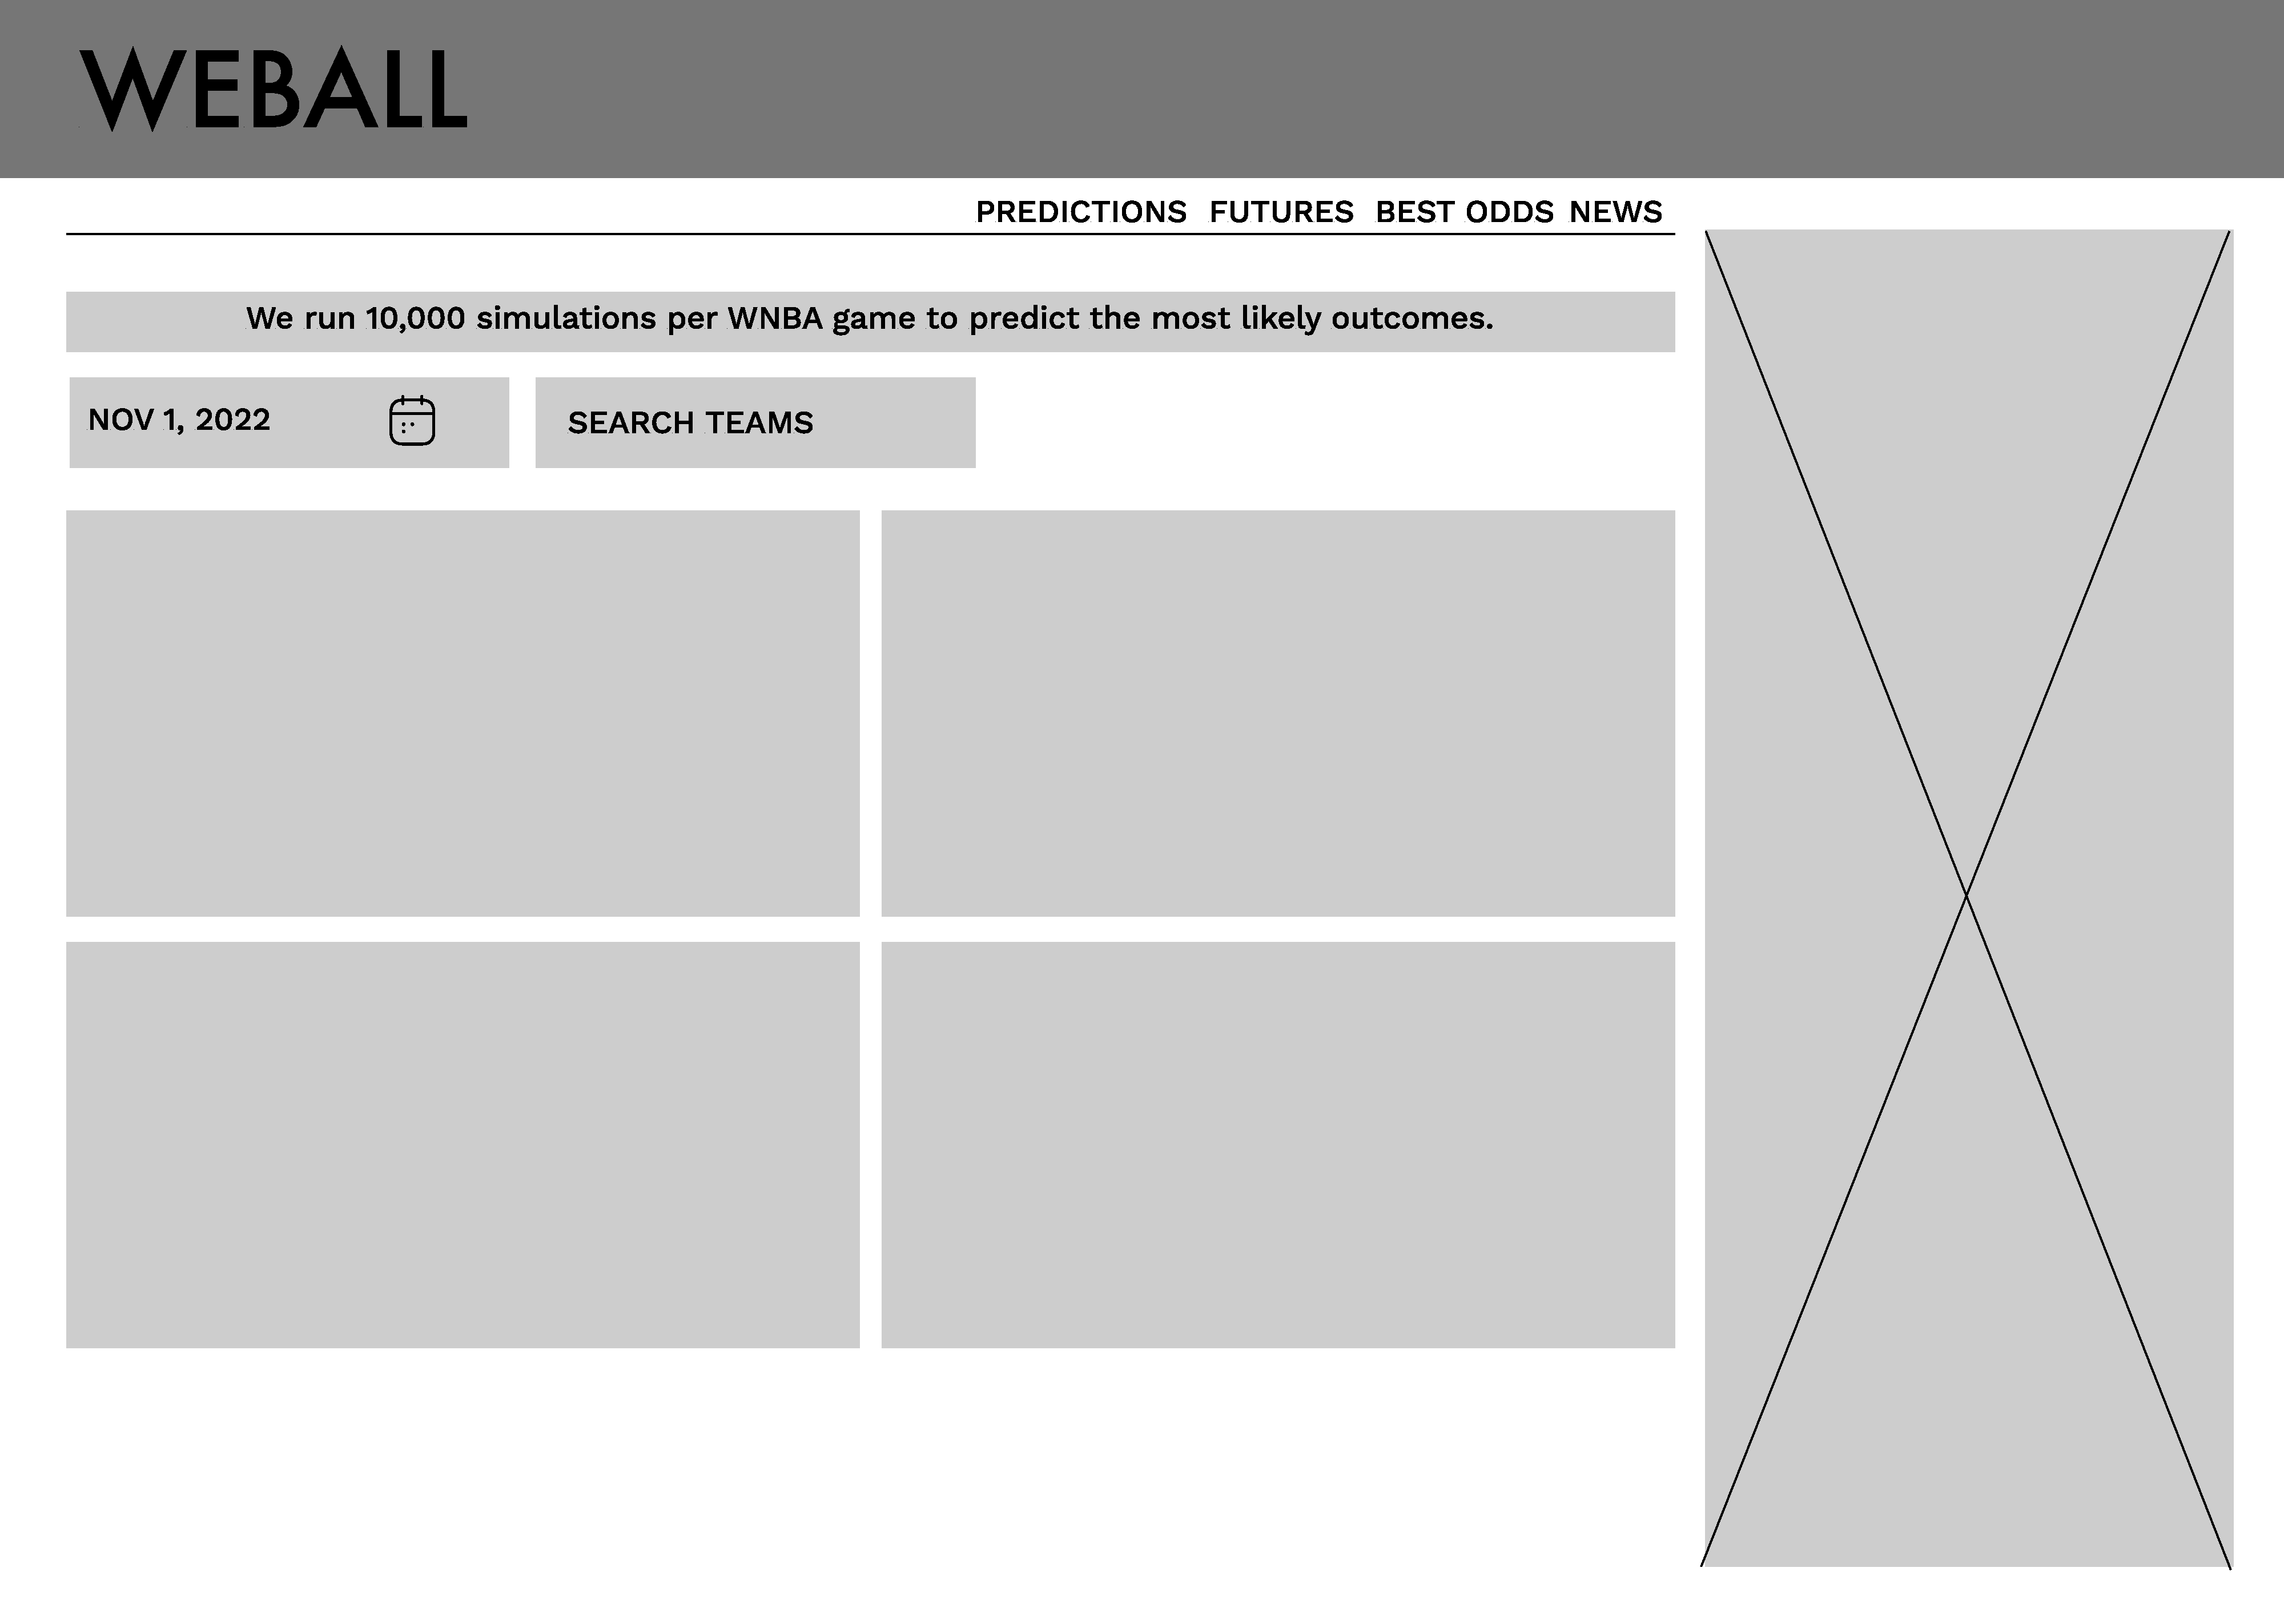 WEBALL
PREDICTIONS FUTURES BEST ODDS NEWS
We run 10,000 simulations per WNBA game to predict the most likely outcomes.
NOV 1, 2022
SEARCH TEAMS